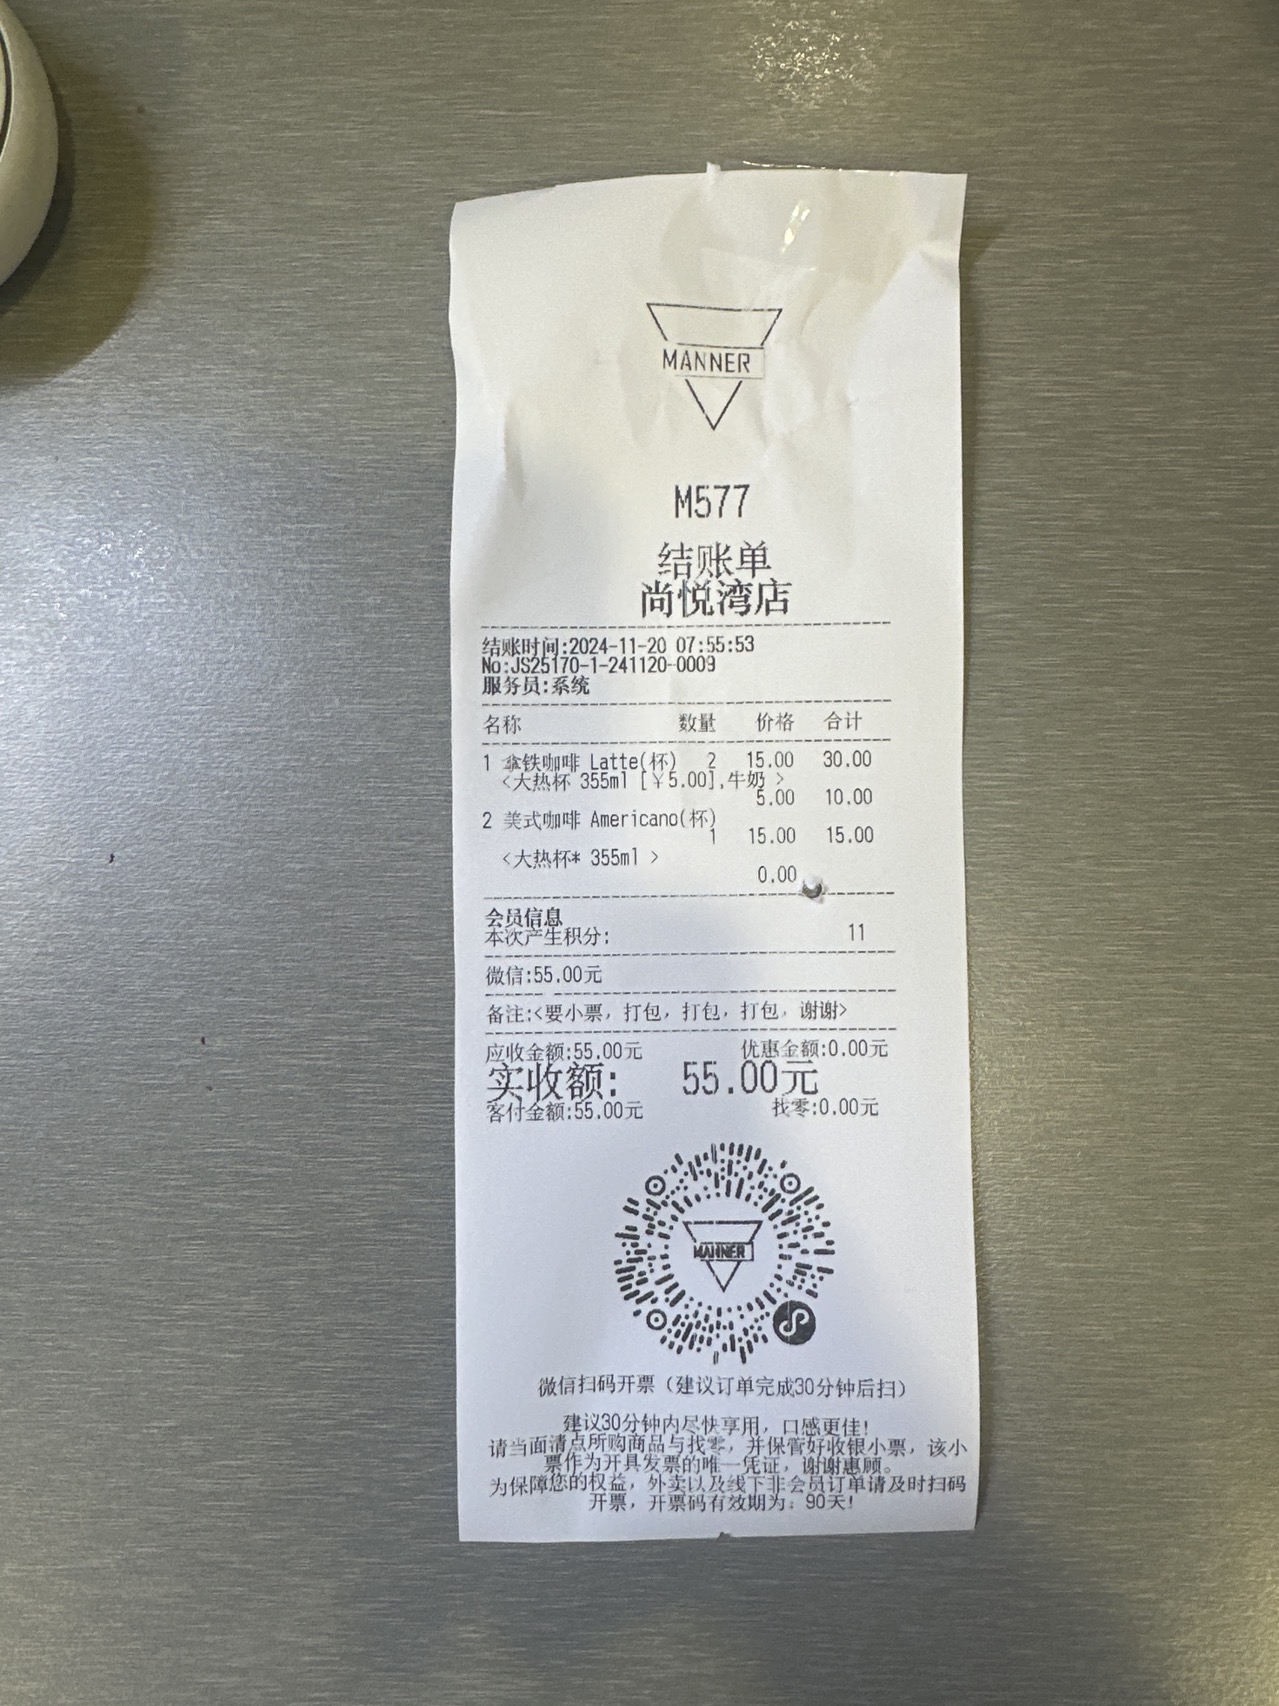 MANNER
M577
结账单
尚悦湾店
结账时间:2024-11-20 07:55:53
No:JS25170-1-241120-0009
服务员:系统
名称 数量 价格 合计
1 拿铁咖啡 Latte(杯) 2 15.00 30.00
<大热杯 355ml [￥5.00],牛奶 >
5.00 10.00
2 美式咖啡 Americano(杯)
1 15.00 15.00
<大热杯* 355ml >
0.00
会员信息
本次产生积分: 11
微信:55.00元
备注:<要小票, 打包, 打包, 打包, 谢谢>
应收金额:55.00元 优惠金额:0.00元
实收额: 55.00元
客付金额:55.00元 找零:0.00元
MANNER
微信扫码开票（建议订单完成30分钟后扫）
建议30分钟内尽快享用，口感更佳!
请当面清点所购商品与找零，并保管好收银小票，该小
票作为开具发票的唯一凭证，谢谢惠顾。
为保障您的权益，外卖以及线下非会员订单请及时扫码
开票，开票码有效期为：90天!